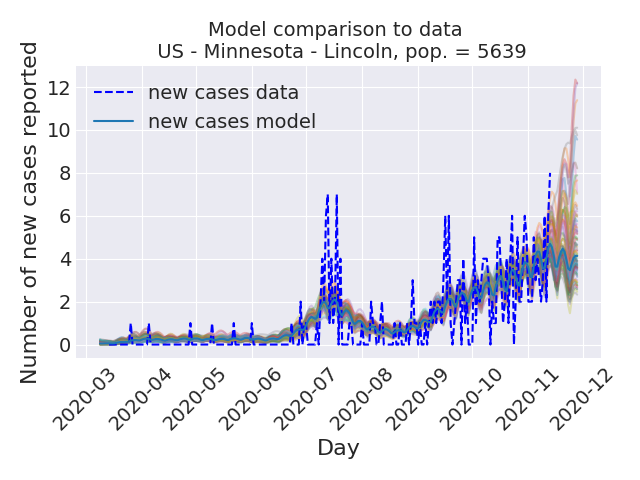 Model comparison to data
US - Minnesota - Lincoln, pop. = 5639
Number of new cases reported
12
10
8
6
4
2
0
new cases data
new cases model
2020-03
2020-04
2020-05
2020-06
2020-07
2020-08
2020-09
2020-10
2020-11
2020-12
Day